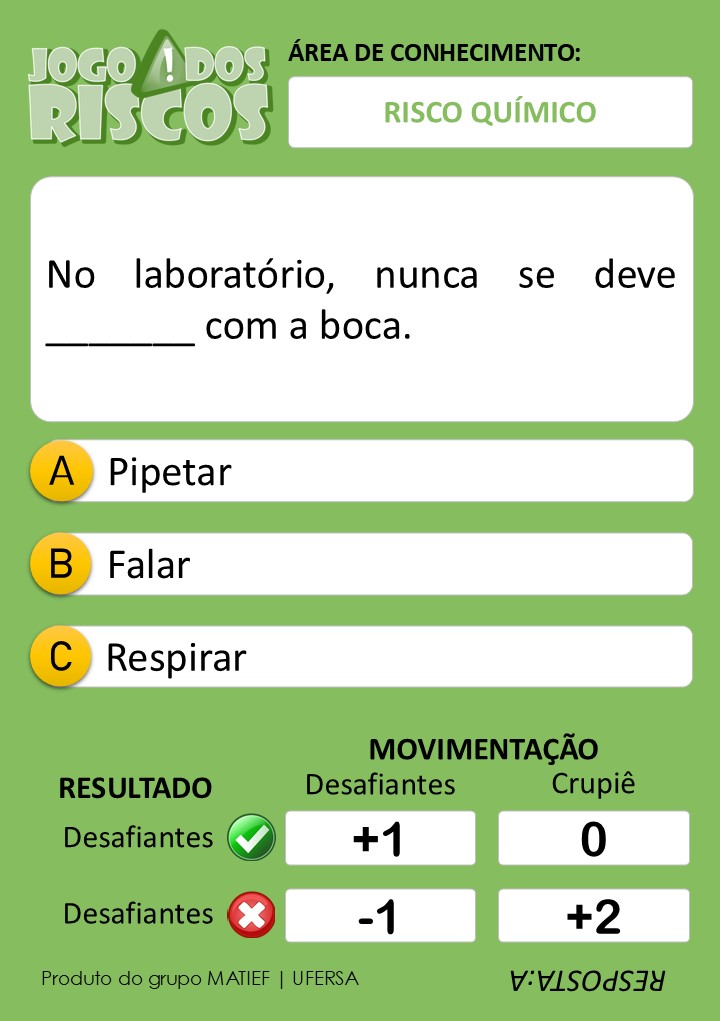 JOGO DOS
RISCOS
ÁREA DE CONHECIMENTO:
RISCO QUÍMICO
No laboratório, nunca se deve
_______ com a boca.
A Pipetar
B Falar
C Respirar
MOVIMENTAÇÃO
RESULTADO Desafiantes Crupiê
Desafiantes +1 0
Desafiantes -1 +2
Produto do grupo MATIEF | UFERSA
RESPOSTA:A